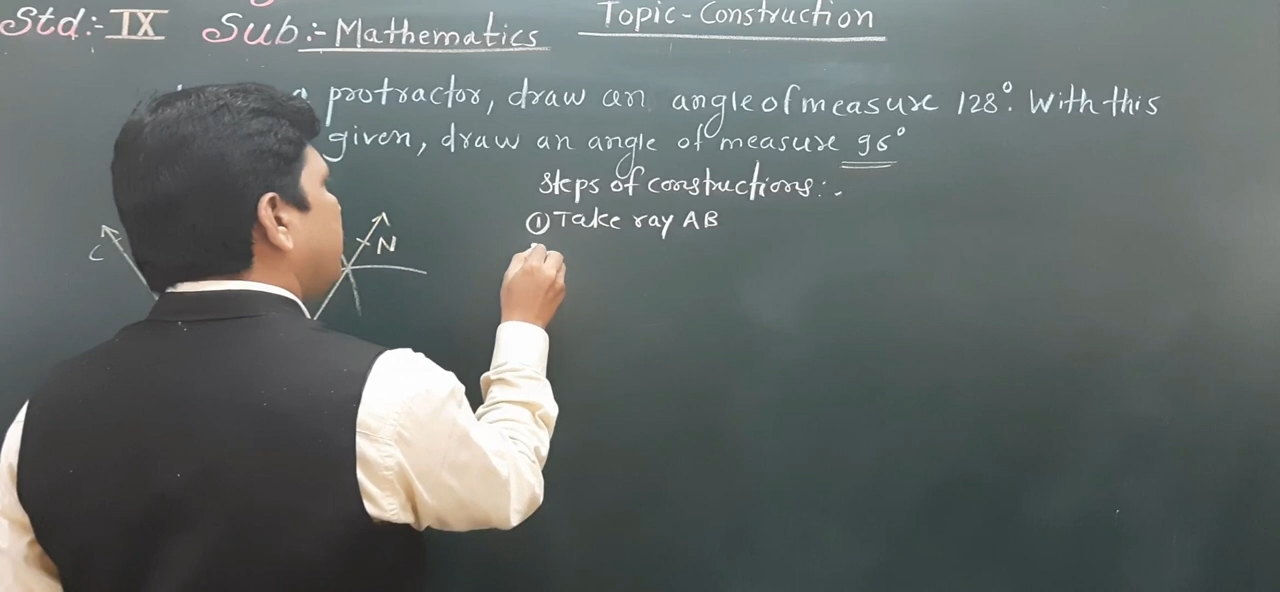 Std:- IX Sub:- Mathematics Topic - Construction
protractor, draw an angle of measure 128°. With this
given, draw an angle of measure 96°
Steps of constructions:-
① Take ray AB
C
N